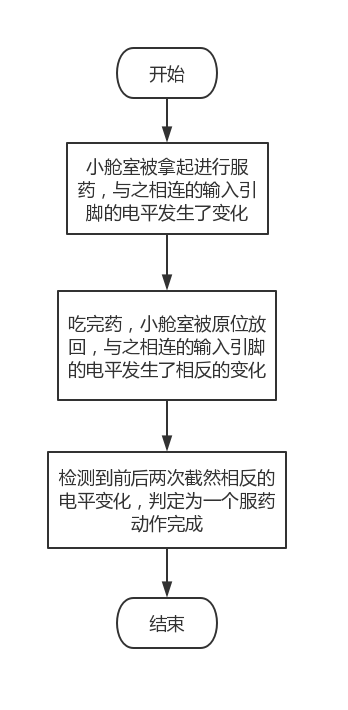 开始
小舱室被拿起进行服
药，与之相连的输入引
脚的电平发生了变化
吃完药，小舱室被原位放
回，与之相连的输入引脚
的电平发生了相反的变化
检测到前后两次截然相反的
电平变化，判定为一个服药
动作完成
结束